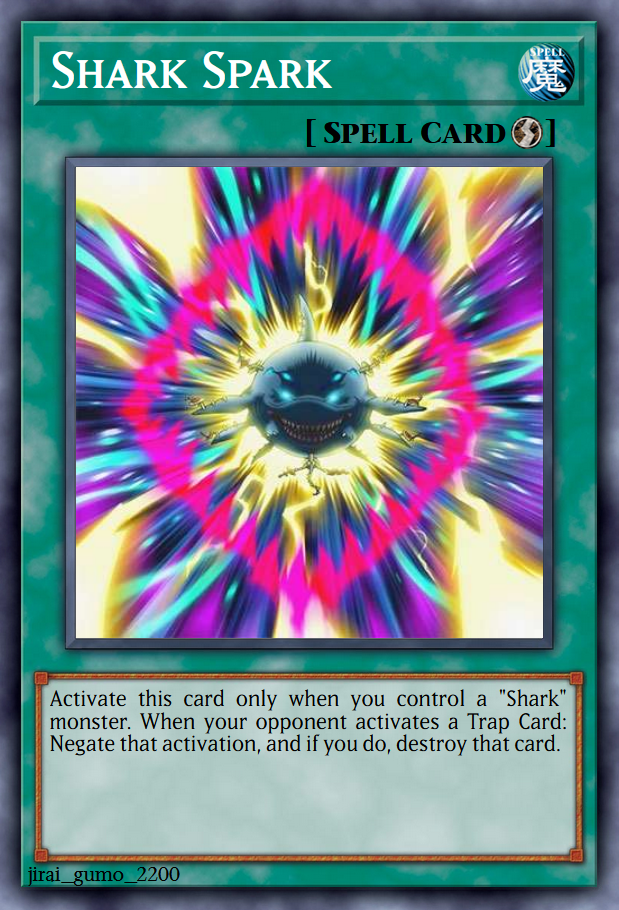 Shark Spark
SPELL
魔
[ Spell Card ]
Activate this card only when you control a "Shark"
monster. When your opponent activates a Trap Card:
Negate that activation, and if you do, destroy that card.
jirai_gumo_2200